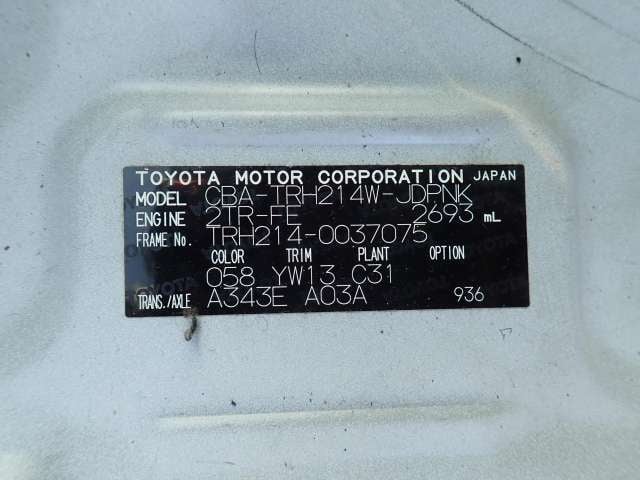 TOYOTA MOTOR CORPORATION JAPAN
MODEL CBA-TRH214W-JDPNK
ENGINE 2TR-FE 2693 mL
FRAME No. TRH214-0037075
COLOR TRIM PLANT OPTION
058 YW13 C31
TRANS./AXLE A343E A03A 936